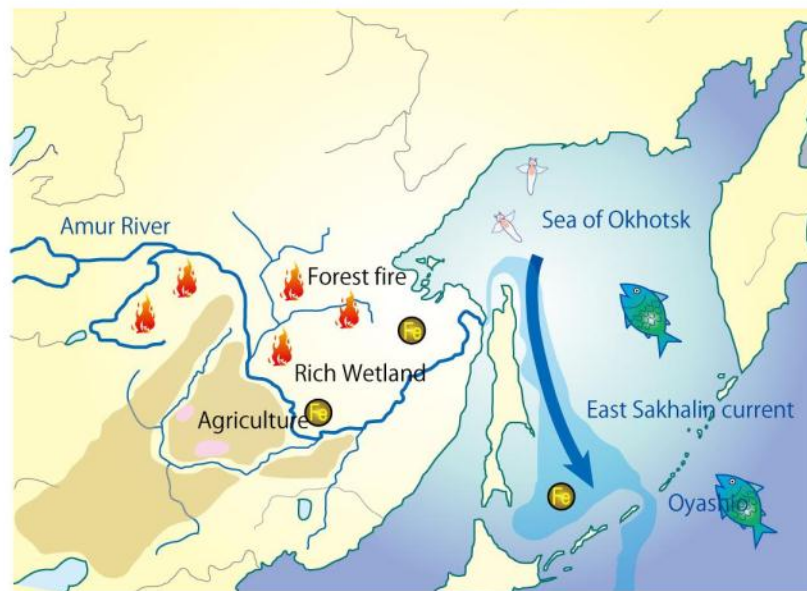 Amur River
Sea of Okhotsk
Forest fire
Fe
Rich Wetland
East Sakhalin current
Agriculture
Fe
Fe
Oyashio